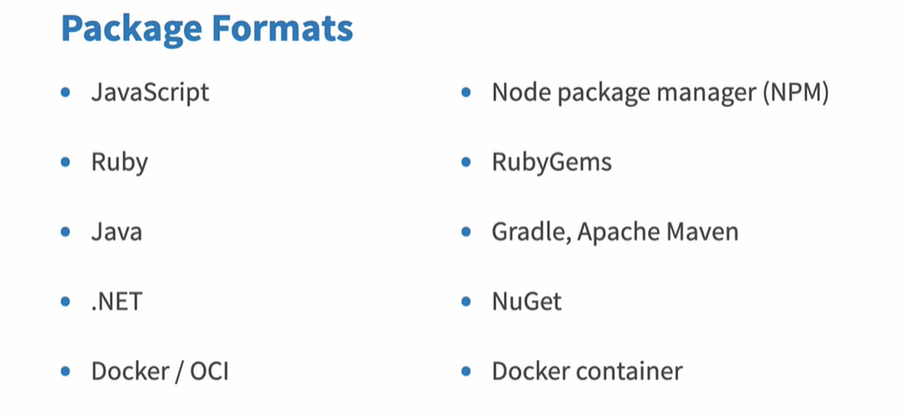 Package Formats
• JavaScript
• Node package manager (NPM)
• Ruby
• RubyGems
• Java
• Gradle, Apache Maven
• .NET
• NuGet
• Docker / OCI
• Docker container